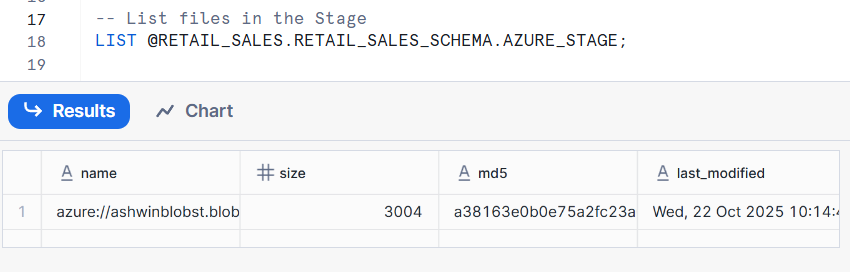 17 -- List files in the Stage
18 LIST @RETAIL_SALES.RETAIL_SALES_SCHEMA.AZURE_STAGE;
19
Results Chart
A name # size A md5 A last_modified
1 azure://ashwinblobst.blob 3004 a38163e0b0e75a2fc23a Wed, 22 Oct 2025 10:14:4